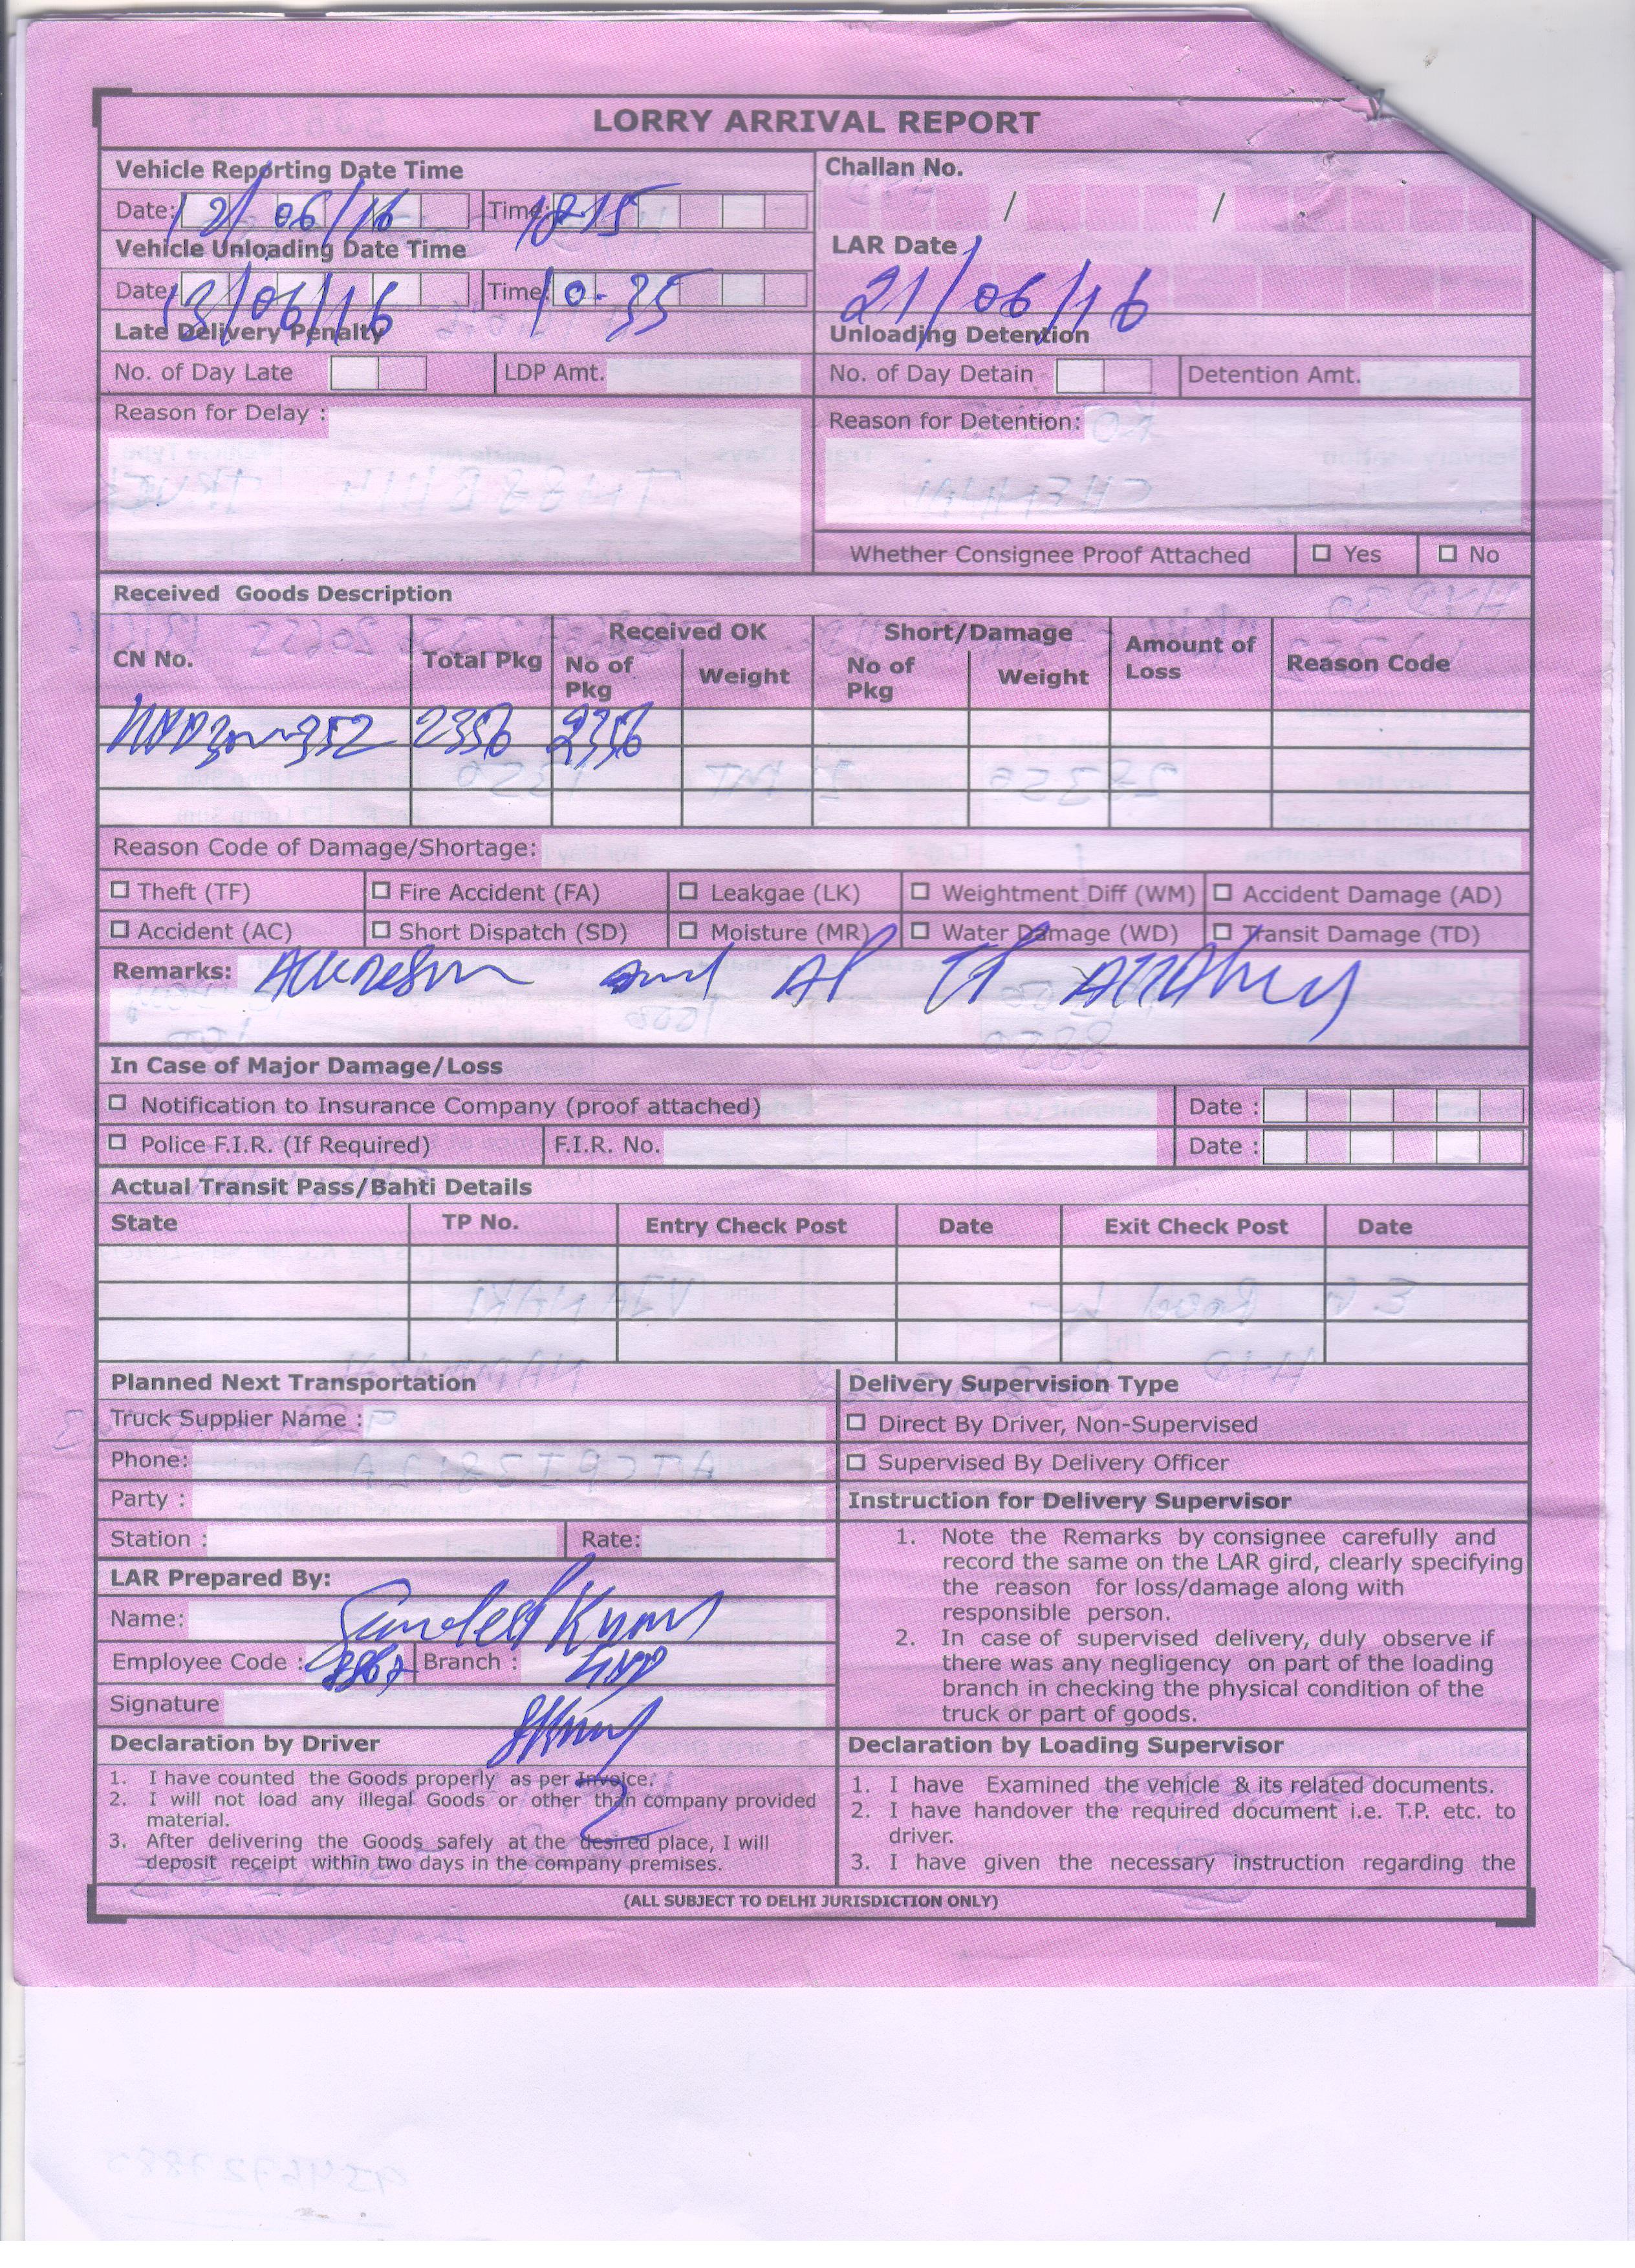 LORRY ARRIVAL REPORT
Vehicle Reporting Date Time
Date: 12/06/16 Time: 18-15
Vehicle Unloading Date Time
Date: 13/06/16 Time: 10-35
Challan No.
/ /
LAR Date
21/06/16
Late Delivery Penalty
No. of Day Late LDP Amt.
Reason for Delay :
Unloading Detention
No. of Day Detain Detention Amt.
Reason for Detention:
Whether Consignee Proof Attached Yes No
Received Goods Description
CN No. Total Pkg Received OK Short/Damage Amount of Loss Reason Code
No of Pkg Weight No of Pkg Weight
2356 2356
Reason Code of Damage/Shortage:
Theft (TF) Fire Accident (FA) Leakgae (LK) Weightment Diff (WM) Accident Damage (AD)
Accident (AC) Short Dispatch (SD) Moisture (MR) Water Damage (WD) Transit Damage (TD)
Remarks: and
In Case of Major Damage/Loss
Notification to Insurance Company (proof attached) Date :
Police F.I.R. (If Required) F.I.R. No. Date :
Actual Transit Pass/Bahti Details
State TP No. Entry Check Post Date Exit Check Post Date
Planned Next Transportation
Truck Supplier Name :
Phone:
Party :
Station : Rate:
LAR Prepared By:
Name:
Employee Code : Branch :
Signature
Delivery Supervision Type
Direct By Driver, Non-Supervised
Supervised By Delivery Officer
Instruction for Delivery Supervisor
1. Note the Remarks by consignee carefully and
record the same on the LAR gird, clearly specifying
the reason for loss/damage along with
responsible person.
2. In case of supervised delivery, duly observe if
there was any negligency on part of the loading
branch in checking the physical condition of the
truck or part of goods.
Declaration by Driver
1. I have counted the Goods properly as per Invoice.
2. I will not load any illegal Goods or other than company provided
material.
3. After delivering the Goods safely at the desired place, I will
deposit receipt within two days in the company premises.
Declaration by Loading Supervisor
1. I have Examined the vehicle & its related documents.
2. I have handover the required document i.e. T.P. etc. to
driver.
3. I have given the necessary instruction regarding the
(ALL SUBJECT TO DELHI JURISDICTION ONLY)